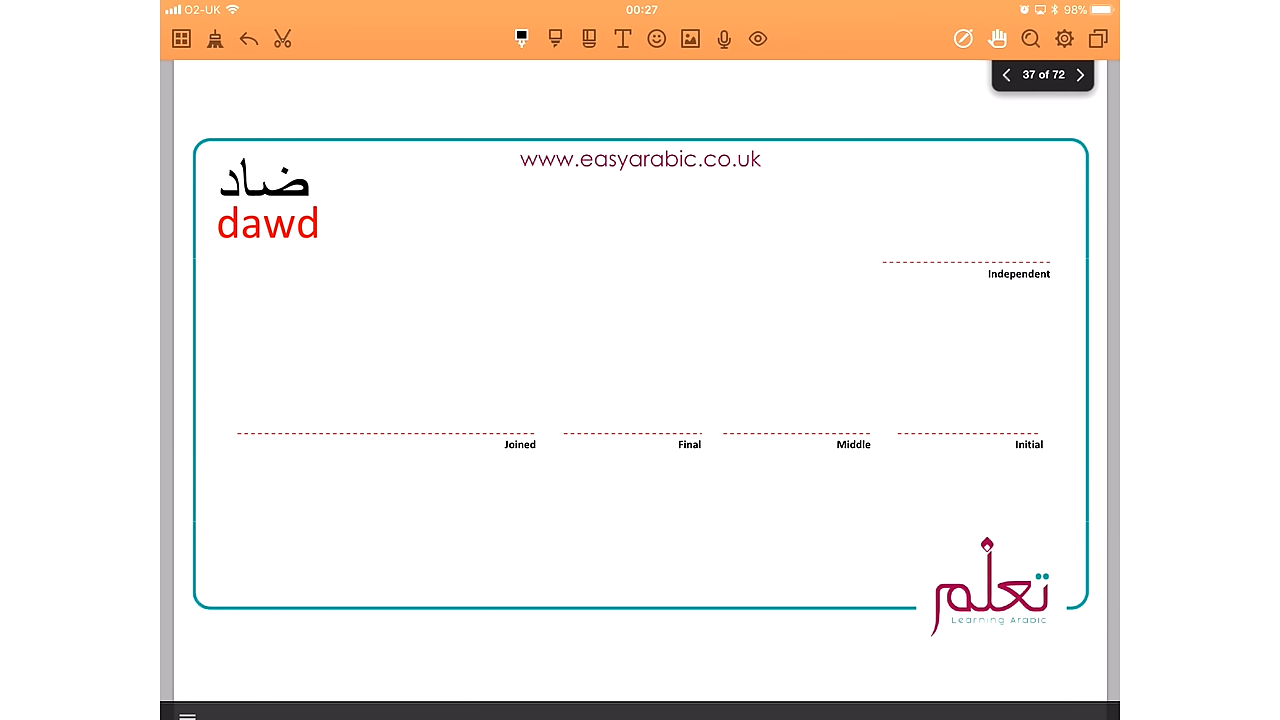 O2-UK 00:27 98%
37 of 72
www.easyarabic.co.uk
ضاد
dawd
Independent
Joined Final Middle Initial
تعلم
Learning Arabic